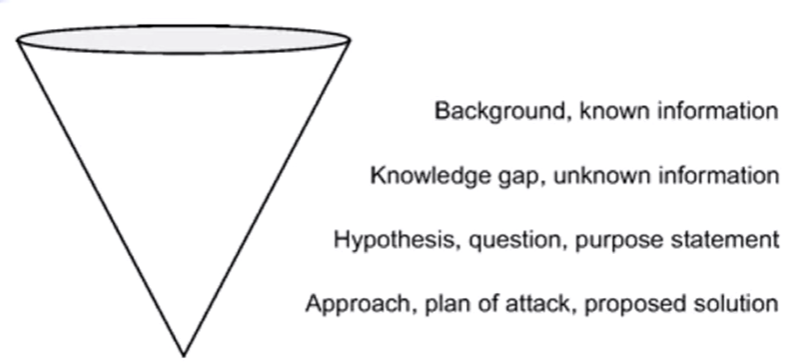 Background, known information
Knowledge gap, unknown information
Hypothesis, question, purpose statement
Approach, plan of attack, proposed solution